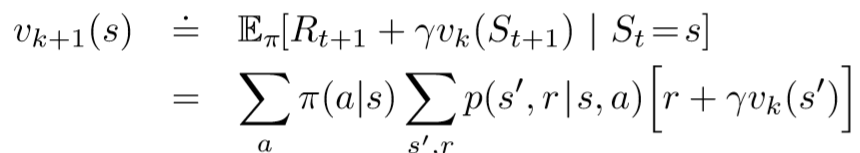 v_{k+1}(s) ≐ 𝔼_π[R_{t+1} + γv_k(S_{t+1}) | S_t = s]
= ∑_a π(a|s) ∑_{s′,r} p(s′, r|s, a)[r + γv_k(s′)]